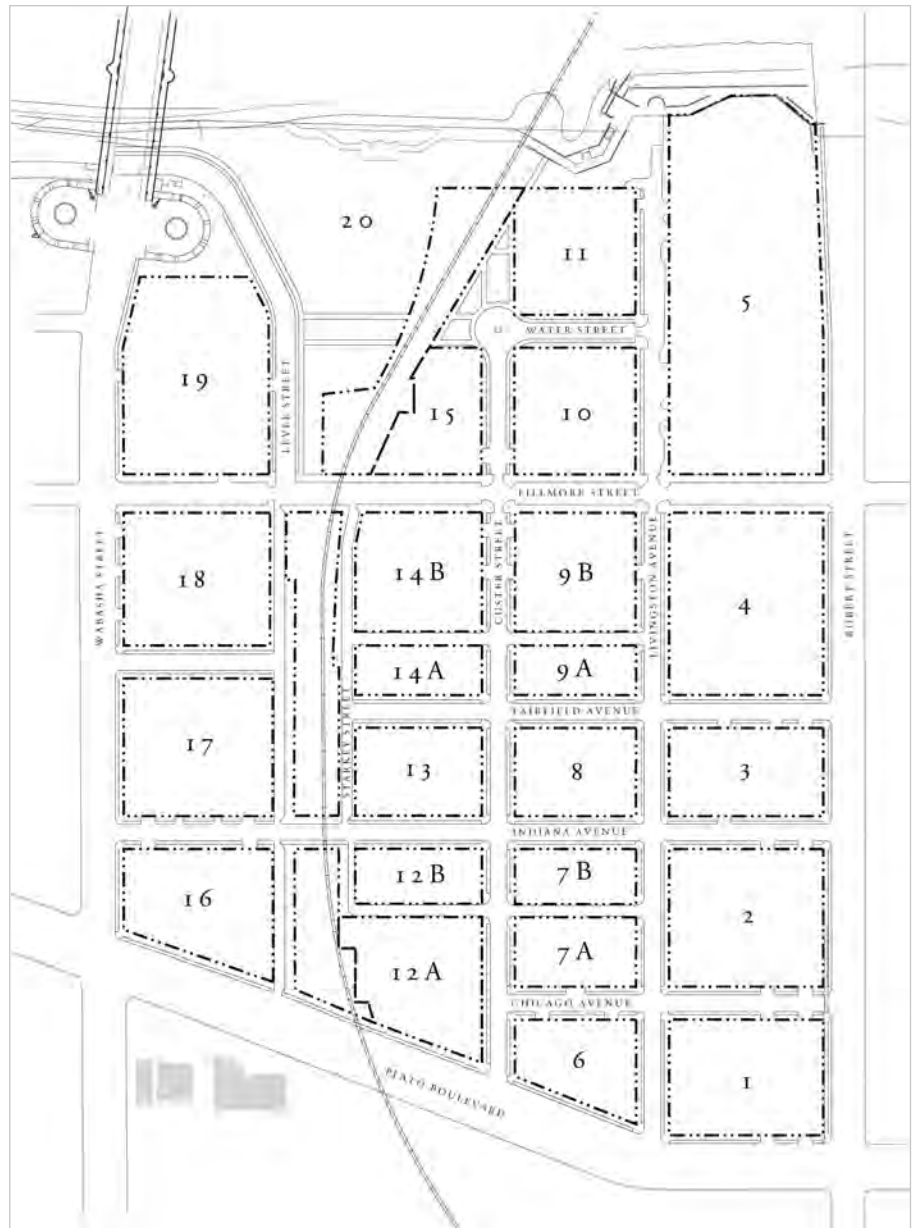 20
11
5
WATER STREET
19
LEVEE STREET
15
10
FILLMORE STREET
WABASHA STREET
18
14B
CUSTER STREET
9B
LIVINGSTON AVENUE
4
ROBERT STREET
14A
9A
FAIRFIELD AVENUE
17
STARKEY STREET
13
8
3
INDIANA AVENUE
16
12B
7B
2
12A
7A
CHICAGO AVENUE
6
1
PLATO BOULEVARD